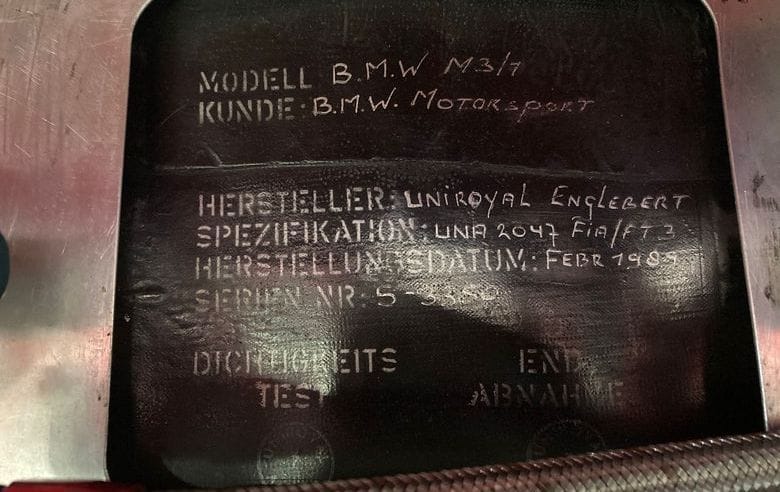 MODELL B.M.W M3/1
KUNDE: B.M.W. MOTORSPORT
HERSTELLER: UNIROYAL ENGLEBERT
SPEZIFIKATION: UNA 2047 FIA/FT3
HERSTELLUNGSDATUM: FEBR 1989
SERIEN NR:
DICHTIGKEITS END
TEST ABNAHME